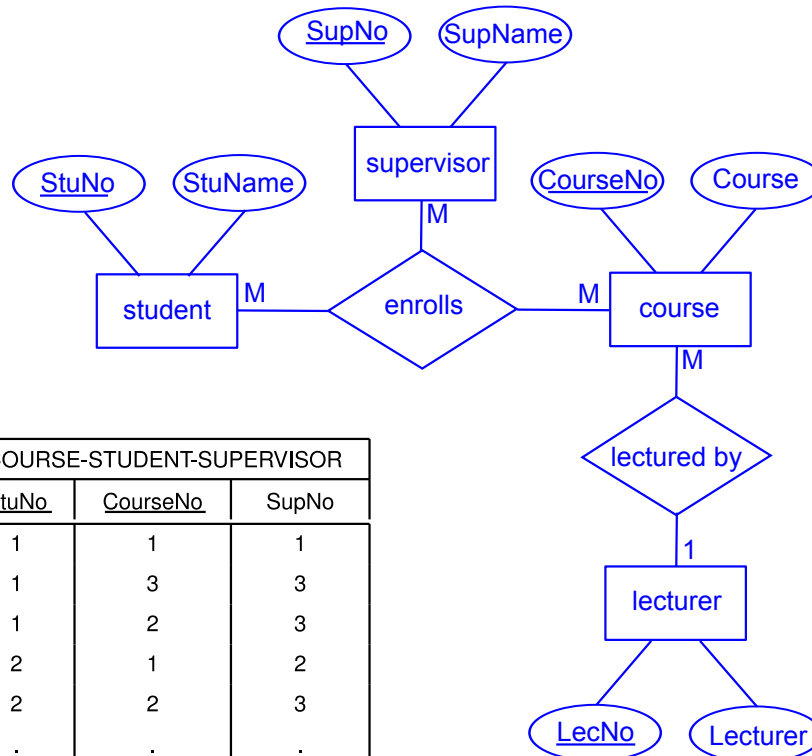 SupNo SupName
supervisor
M
StuNo StuName
CourseNo Course
student M enrolls M course
M
lectured by
1
lecturer
LecNo Lecturer
OURSE-STUDENT-SUPERVISOR
tuNo CourseNo SupNo
1 1 1
1 3 3
1 2 3
2 1 2
2 2 3
. . .